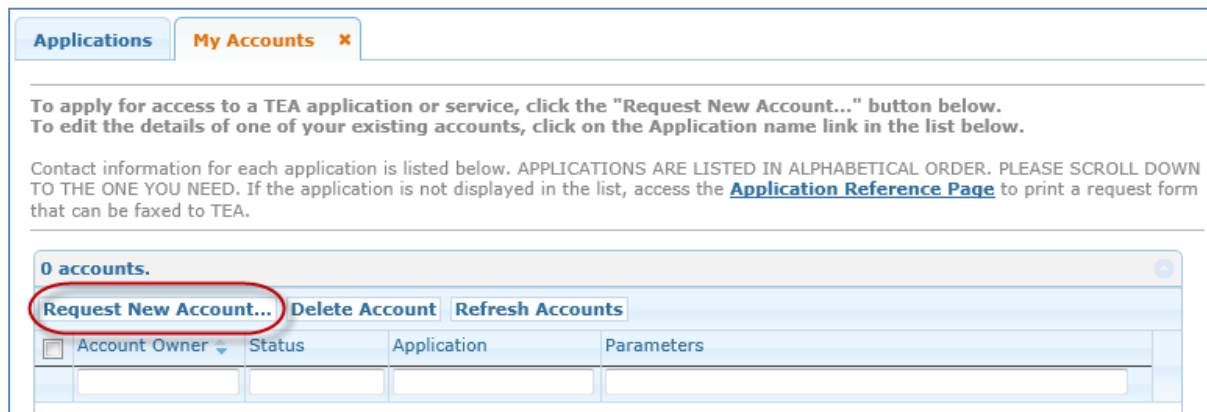 Applications My Accounts ✖
To apply for access to a TEA application or service, click the "Request New Account..." button below.
To edit the details of one of your existing accounts, click on the Application name link in the list below.
Contact information for each application is listed below. APPLICATIONS ARE LISTED IN ALPHABETICAL ORDER. PLEASE SCROLL DOWN
TO THE ONE YOU NEED. If the application is not displayed in the list, access the Application Reference Page to print a request form
that can be faxed to TEA.
0 accounts.
Request New Account... Delete Account Refresh Accounts
Account Owner Status Application Parameters